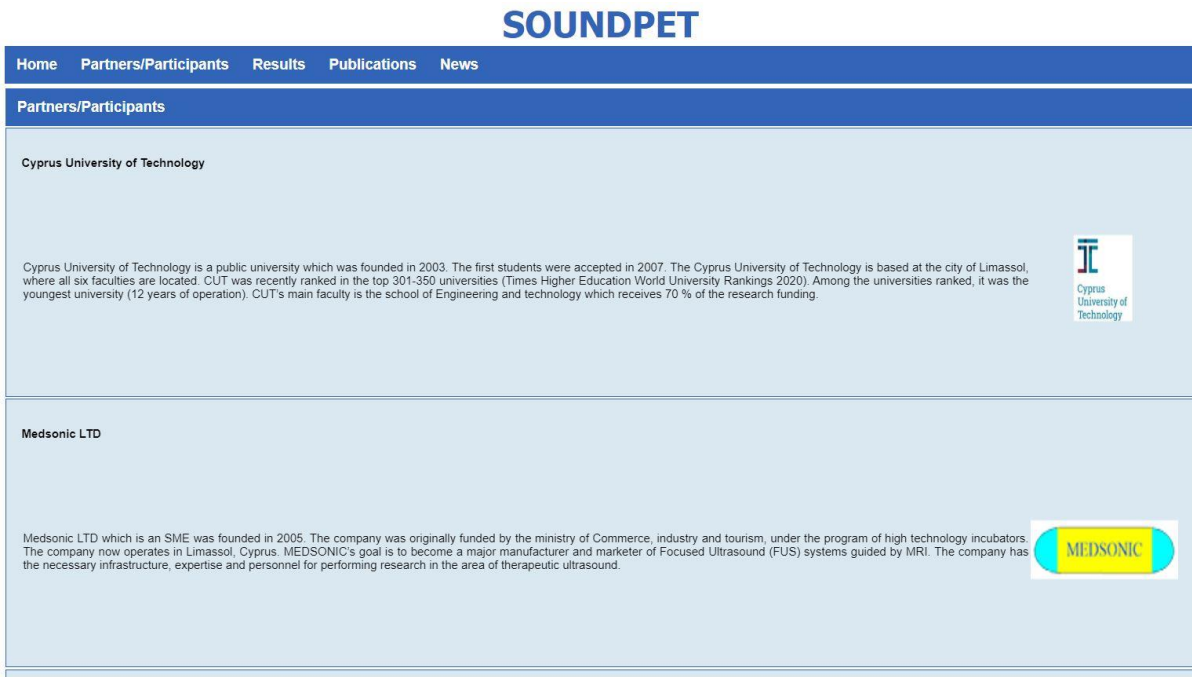 SOUNDPET
Home Partners/Participants Results Publications News
Partners/Participants
Cyprus University of Technology
Cyprus University of Technology is a public university which was founded in 2003. The first students were accepted in 2007. The Cyprus University of Technology is based at the city of Limassol,
where all six faculties are located. CUT was recently ranked in the top 301-350 universities (Times Higher Education World University Rankings 2020). Among the universities ranked, it was the
youngest university (12 years of operation). CUT's main faculty is the school of Engineering and technology which receives 70 % of the research funding.
Cyprus
University of
Technology
Medsonic LTD
Medsonic LTD which is an SME was founded in 2005. The company was originally funded by the ministry of Commerce, industry and tourism, under the program of high technology incubators.
The company now operates in Limassol, Cyprus. MEDSONIC's goal is to become a major manufacturer and marketer of Focused Ultrasound (FUS) systems guided by MRI. The company has
the necessary infrastructure, expertise and personnel for performing research in the area of therapeutic ultrasound.
MEDSONIC